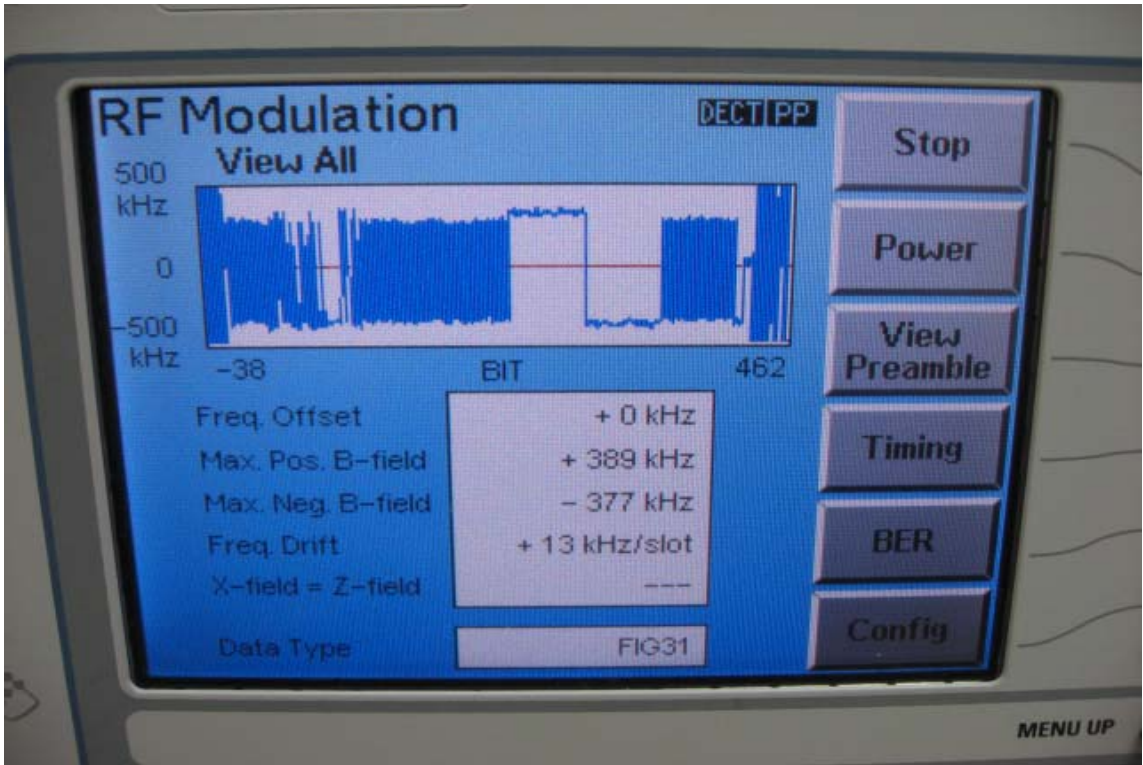 RF Modulation
DECT PP
View All
500
kHz
0
-500
kHz
-38
BIT
462
Freq. Offset + 0 kHz
Max. Pos. B-field + 389 kHz
Max. Neg. B-field - 377 kHz
Freq. Drift + 13 kHz/slot
X-field = Z-field ---
Data Type FIG31
Stop
Power
View
Preamble
Timing
BER
Config
MENU UP